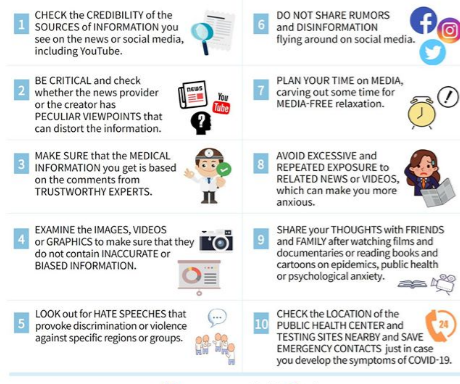 1
CHECK the CREDIBILITY of the
SOURCES of INFORMATION you
see on the news or social media,
including YouTube.
2
BE CRITICAL and check
whether the news provider
or the creator has
PECULIAR VIEWPOINTS that
can distort the information.
NEWS
You
Tube
?
3
MAKE SURE that the MEDICAL
INFORMATION you get is based
on the comments from
TRUSTWORTHY EXPERTS.
4
EXAMINE the IMAGES, VIDEOS
or GRAPHICS to make sure that they
do not contain INACCURATE or
BIASED INFORMATION.
5
LOOK out for HATE SPEECHES that
provoke discrimination or violence
against specific regions or groups.
6
DO NOT SHARE RUMORS
and DISINFORMATION
flying around on social media.
7
PLAN YOUR TIME on MEDIA,
carving out some time for
MEDIA-FREE relaxation.
8
AVOID EXCESSIVE and
REPEATED EXPOSURE to
RELATED NEWS or VIDEOS,
which can make you more
anxious.
9
SHARE your THOUGHTS with FRIENDS
and FAMILY after watching films and
documentaries or reading books and
cartoons on epidemics, public health
or psychological anxiety.
10
CHECK the LOCATION of the
PUBLIC HEALTH CENTER and
TESTING SITES NEARBY and SAVE
EMERGENCY CONTACTS just in case
you develop the symptoms of COVID-19.
24